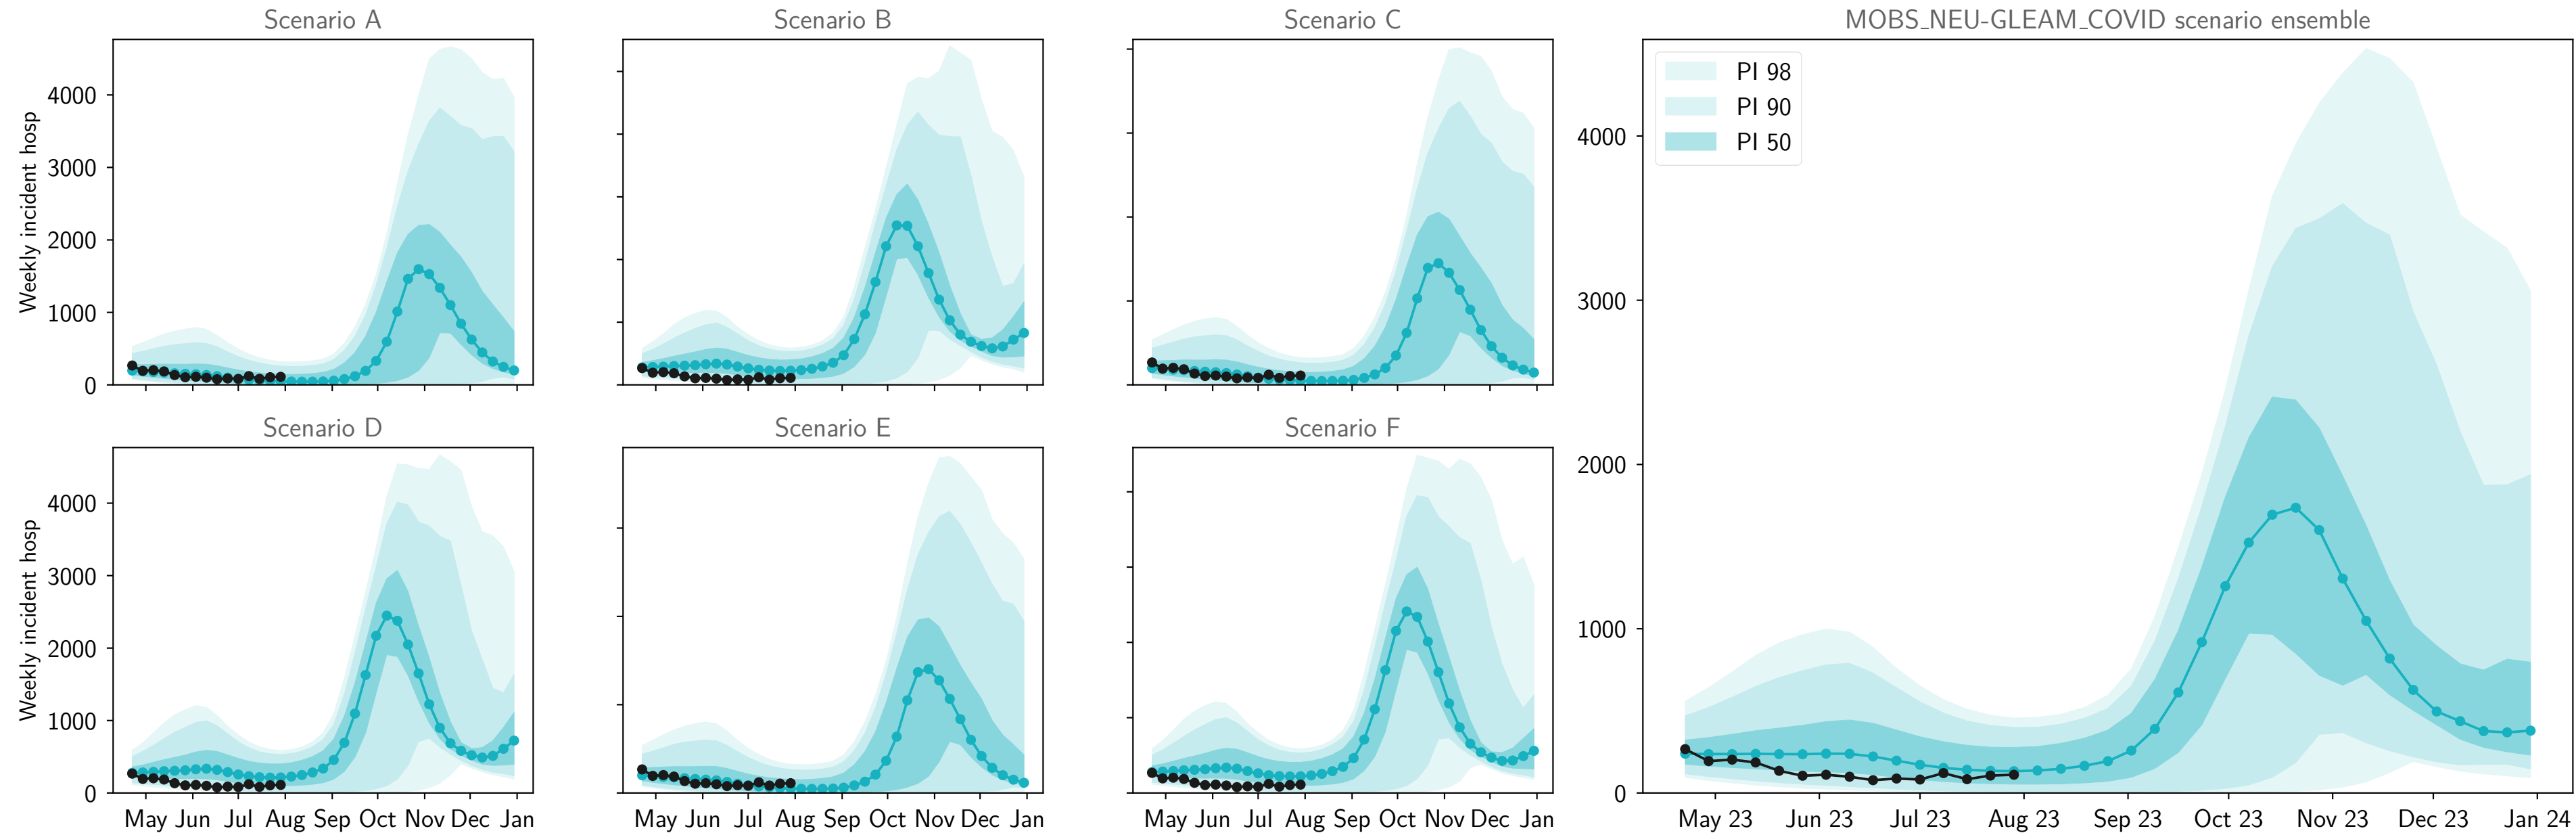 Scenario A
Scenario B
Scenario C
MOBS_NEU-GLEAM_COVID scenario ensemble
Weekly incident hosp
4000
3000
2000
1000
0
PI 98
PI 90
PI 50
4000
3000
2000
1000
0
Scenario D
Scenario E
Scenario F
Weekly incident hosp
4000
3000
2000
1000
0
May Jun Jul Aug Sep Oct Nov Dec Jan
May Jun Jul Aug Sep Oct Nov Dec Jan
May Jun Jul Aug Sep Oct Nov Dec Jan
May 23 Jun 23 Jul 23 Aug 23 Sep 23 Oct 23 Nov 23 Dec 23 Jan 24